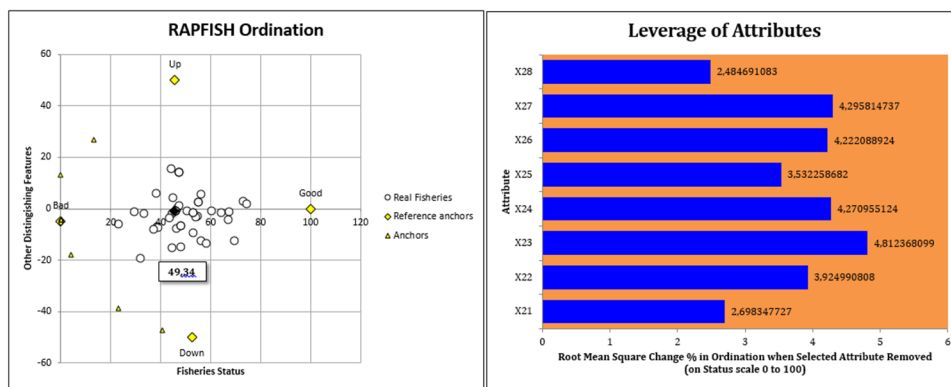 RAPFISH Ordination
60
Up
40
20
Good
Bad
0
0 20 40 60 80 100 120
-20
49,34
-40
Down
-60
Other Distingishing Features
Fisheries Status
Real Fisheries
Reference anchors
Anchors
Leverage of Attributes
X28 2,484691083
X27 4,295814737
X26 4,222088924
X25 3,532258682
X24 4,270955124
X23 4,812368099
X22 3,924990808
X21 2,698347727
Attribute
0 1 2 3 4 5 6
Root Mean Square Change % in Ordination when Selected Attribute Removed
(on Status scale 0 to 100)